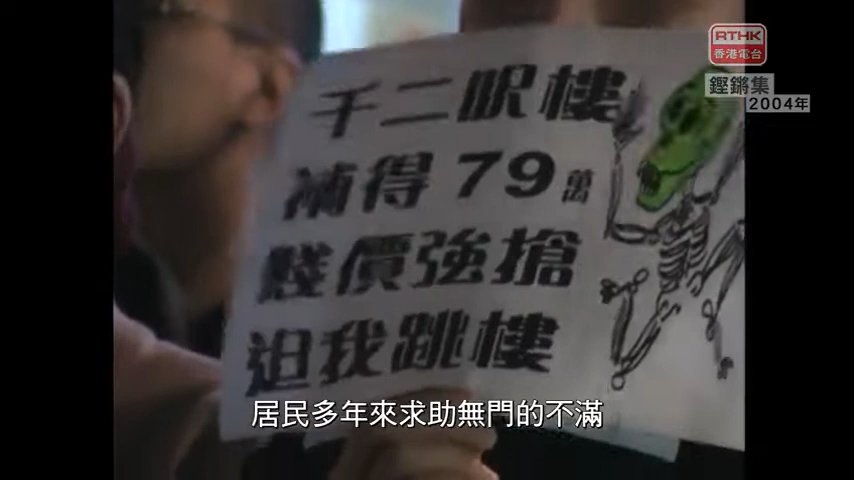 RTHK
香港電台
鏗鏘集
2004年
千二呎樓
補得79萬
賤價強搶
迫我跳樓
居民多年來求助無門的不滿